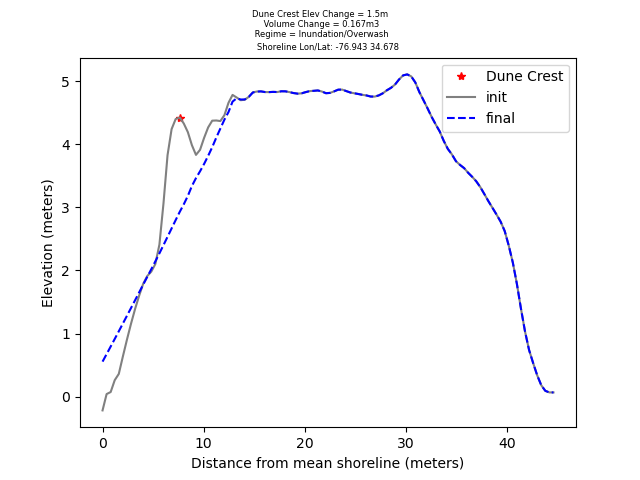 Dune Crest Elev Change = 1.5m
Volume Change = 0.167m3
Regime = Inundation/Overwash
Shoreline Lon/Lat: -76.943 34.678
Dune Crest
init
final
5
4
3
2
1
0
Elevation (meters)
0 10 20 30 40
Distance from mean shoreline (meters)